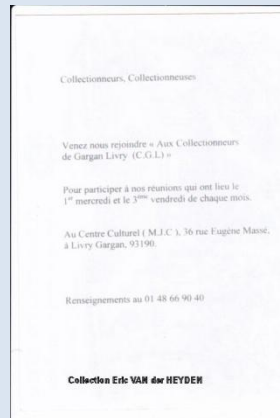 Collectionneurs, Collectionneuses
Venez nous rejoindre « Aux Collectionneurs
de Gargan Livry (C.G.L) »
Pour participer à nos réunions qui ont lieu le
1er mercredi et le 3ème vendredi de chaque mois.
Au Centre Culturel ( M.J.C ), 36 rue Eugène Massé,
à Livry Gargan, 93190.
Renseignements au 01 48 66 90 40
Collection Eric VAN der HEYDEN